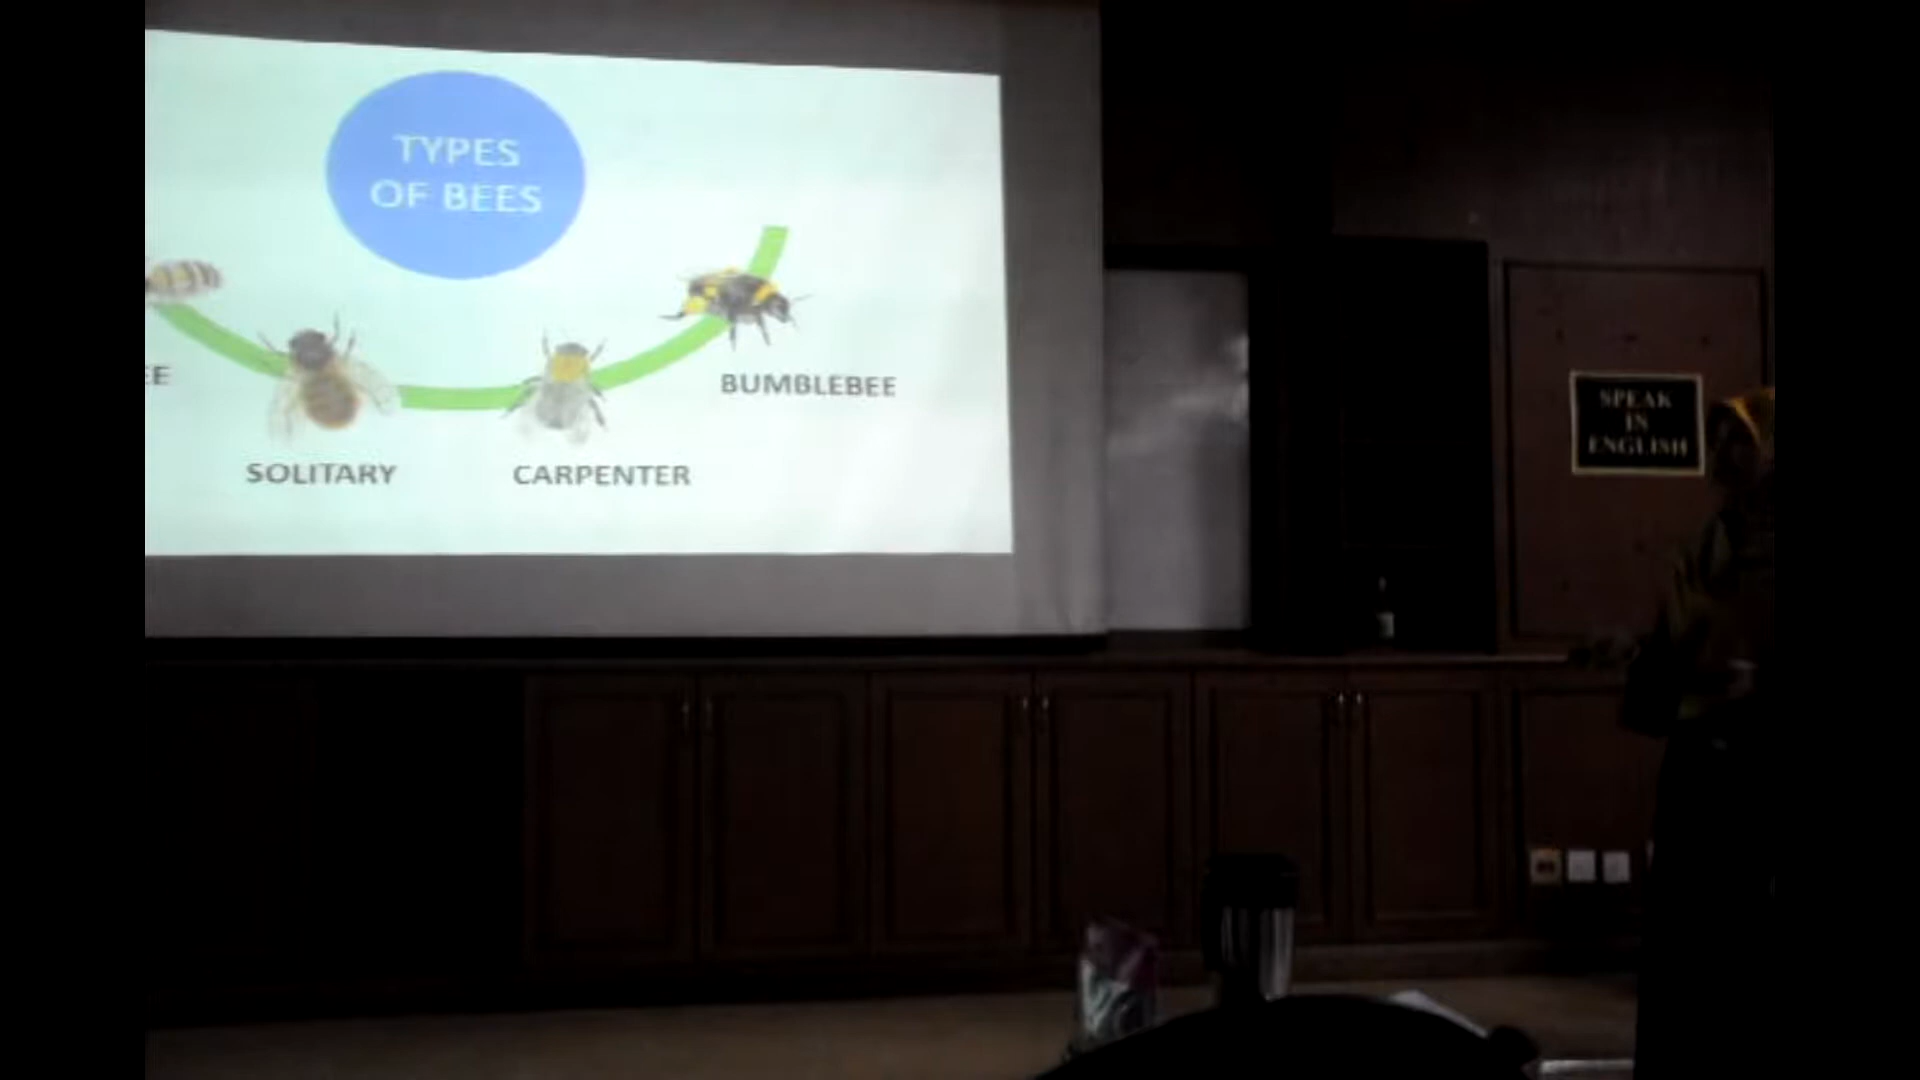 TYPES
OF BEES
BUMBLEBEE
SOLITARY
CARPENTER
SPEAK
IN
ENGLISH